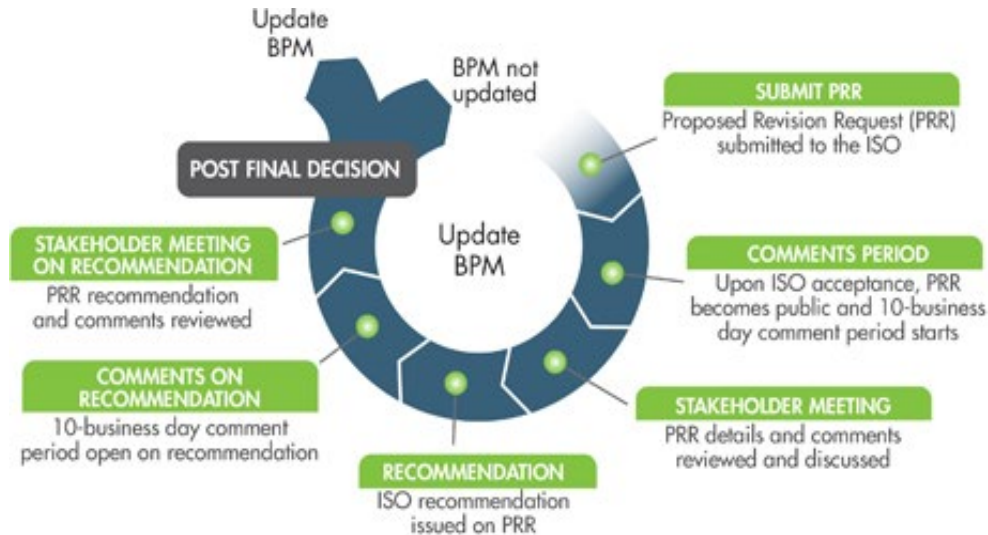 Update
BPM
BPM not
updated
SUBMIT PRR
Proposed Revision Request (PRR)
submitted to the ISO
POST FINAL DECISION
Update
BPM
STAKEHOLDER MEETING
ON RECOMMENDATION
PRR recommendation
and comments reviewed
COMMENTS PERIOD
Upon ISO acceptance, PRR
becomes public and 10-business
day comment period starts
COMMENTS ON
RECOMMENDATION
10-business day comment
period open on recommendation
STAKEHOLDER MEETING
PRR details and comments
reviewed and discussed
RECOMMENDATION
ISO recommendation
issued on PRR